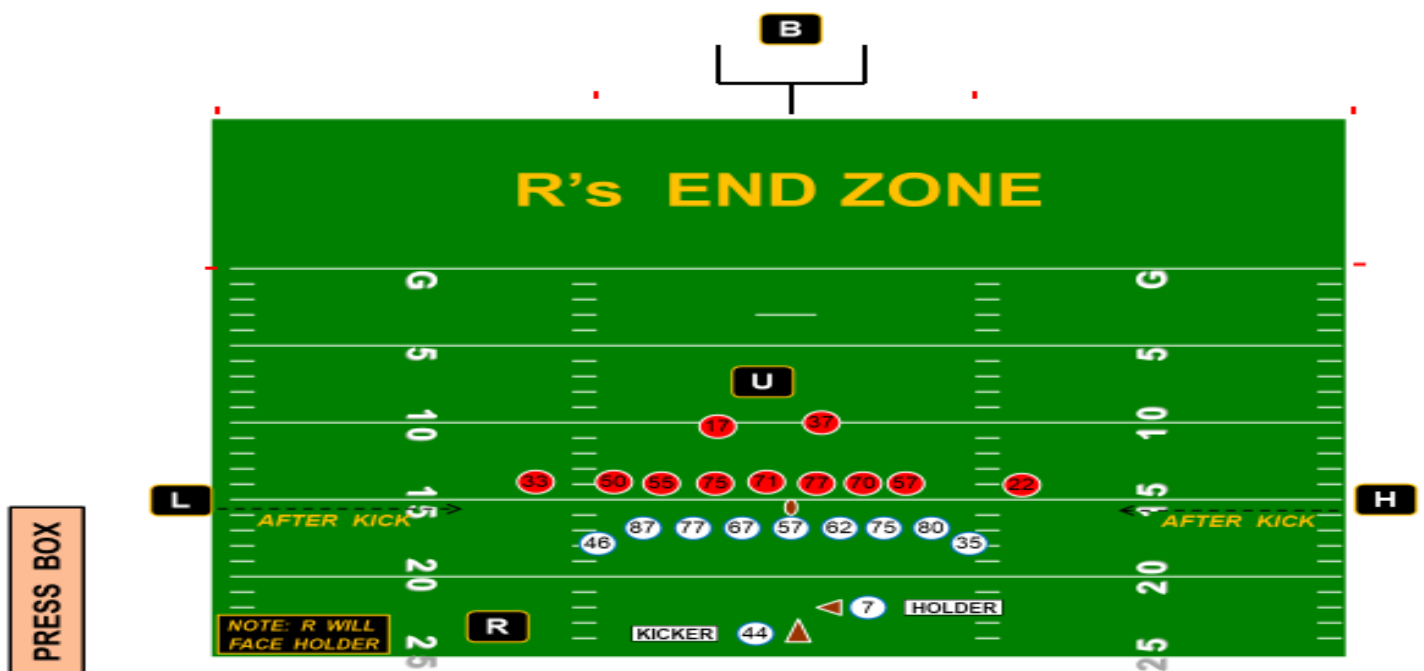 B
R's END ZONE
G G
5 5
U
10 10
17 37
33 50 55 75 71 77 70 57 22
L 15 15 H
AFTER KICK AFTER KICK
87 77 67 57 62 75 80
46 35
20 20
PRESS BOX
7 HOLDER
NOTE: R WILL
FACE HOLDER
R
KICKER 44
25 25